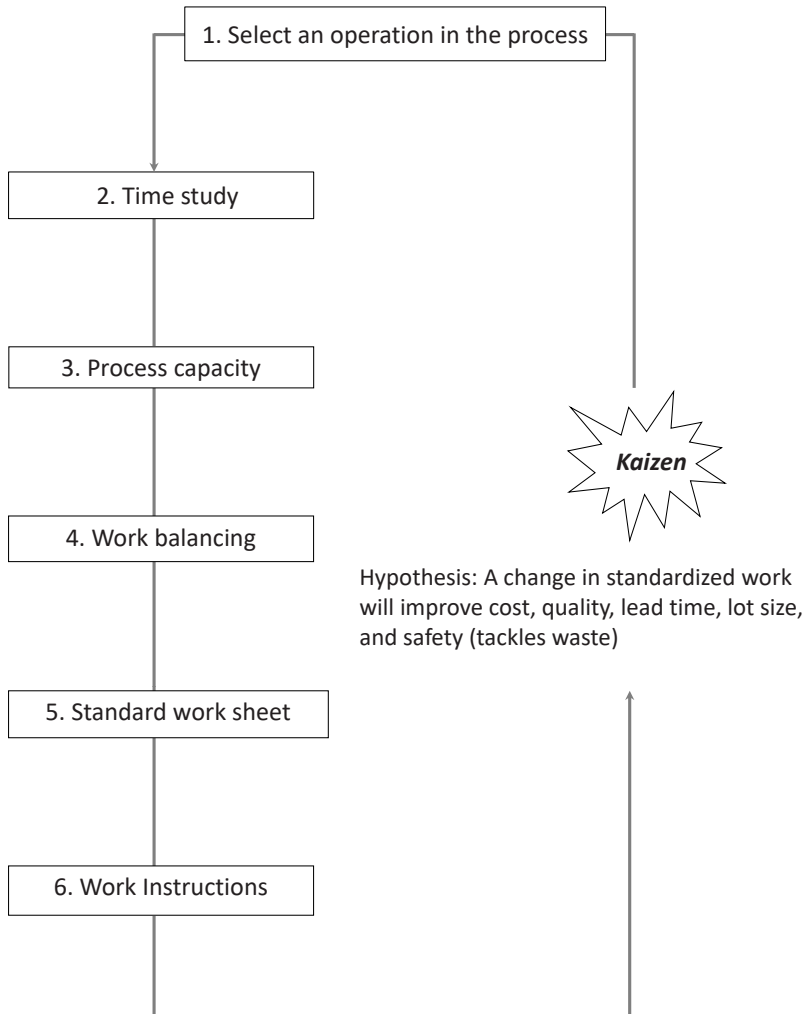 1. Select an operation in the process
2. Time study
3. Process capacity
4. Work balancing
5. Standard work sheet
6. Work Instructions
Kaizen
Hypothesis: A change in standardized work
will improve cost, quality, lead time, lot size,
and safety (tackles waste)